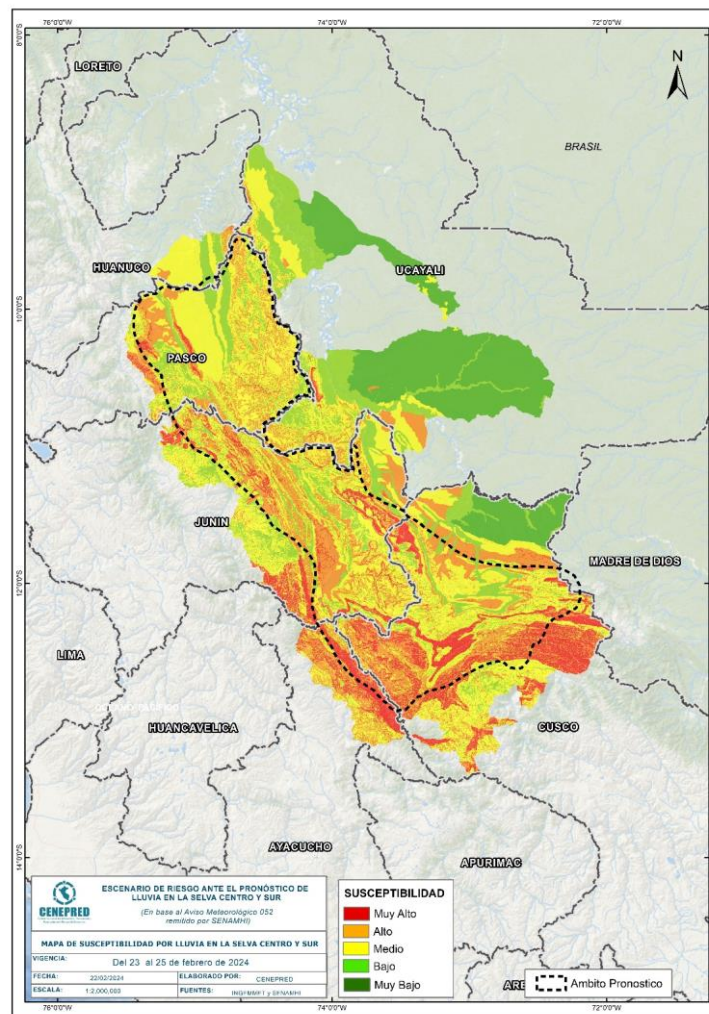 76°0'0"O
74°0'0"O
72°0'0"O
8°0'0"S
LORETO
N
BRASIL
HUANUCO
UCAYALI
10°0'0"S
PASCO
JUNIN
MADRE DE DIOS
12°0'0"S
LIMA
HUANCAVELICA
CUSCO
AYACUCHO
14°0'0"S
APURIMAC
CENEPRED
ESCENARIO DE RIESGO ANTE EL PRONÓSTICO DE
LLUVIA EN LA SELVA CENTRO Y SUR
(En base al Aviso Meteorológico 052
remitido por SENAMHI)
MAPA DE SUSCEPTIBILIDAD POR LLUVIA EN LA SELVA CENTRO Y SUR
VIGENCIA: Del 23 al 25 de febrero de 2024
FECHA: 22/02/2024 ELABORADO POR: CENEPRED
ESCALA: 1:2,000,000 FUENTES: INGEMMET y SENAMHI
SUSCEPTIBILIDAD
Muy Alto
Alto
Medio
Bajo
Muy Bajo
ARE
Ambito Pronostico
76°0'0"O
74°0'0"O
72°0'0"O